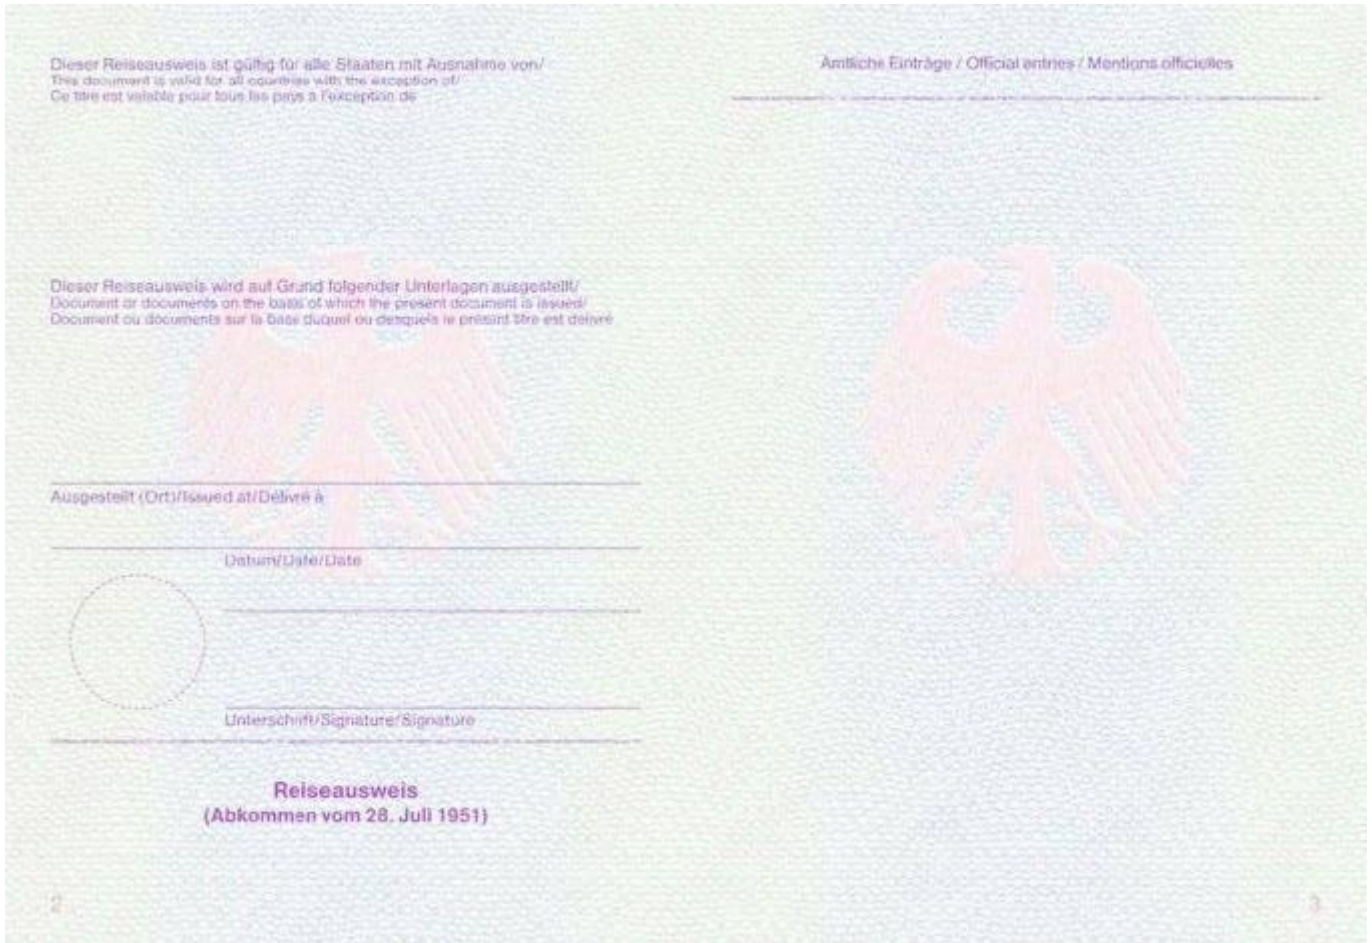 Dieser Reiseausweis ist gültig für alle Staaten mit Ausnahme von/
This document is valid for all countries with the exception of/
Ce titre est valable pour tous les pays à l'exception de
Dieser Reiseausweis wird auf Grund folgender Unterlagen ausgestellt/
Document or documents on the basis of which the present document is issued/
Document ou documents sur la base duquel ou desquels le présent titre est délivré
Ausgestellt (Ort)/Issued at/Délivré à
Datum/Date/Date
Unterschrift/Signature/Signature
Reiseausweis
(Abkommen vom 28. Juli 1951)
2
Amtliche Einträge / Official entries / Mentions officielles
3